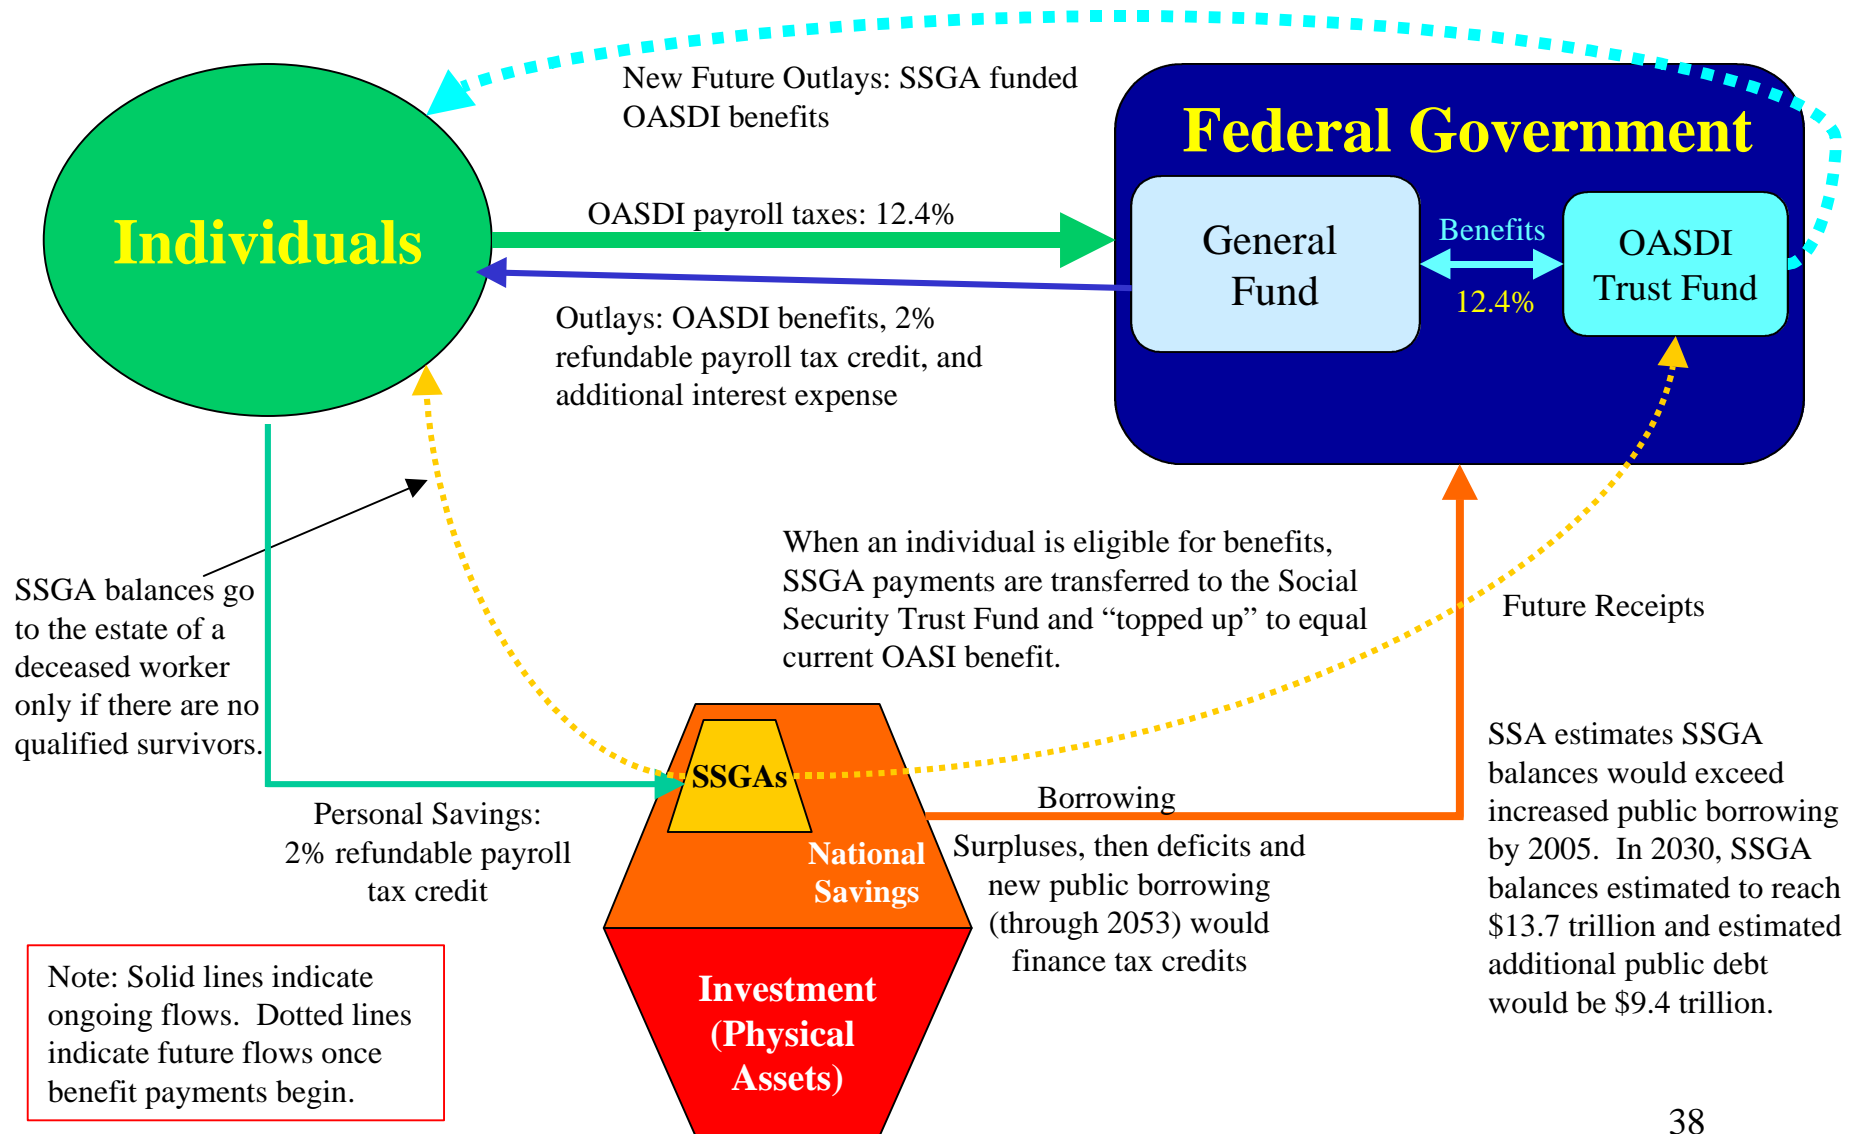 New Future Outlays: SSGA funded
OASDI benefits
Federal Government
Individuals
OASDI payroll taxes: 12.4%
General
Fund
Benefits
12.4%
OASDI
Trust Fund
Outlays: OASDI benefits, 2%
refundable payroll tax credit, and
additional interest expense
When an individual is eligible for benefits,
SSGA payments are transferred to the Social
Security Trust Fund and “topped up” to equal
current OASI benefit.
Future Receipts
SSGA balances go
to the estate of a
deceased worker
only if there are no
qualified survivors.
SSGAs
National
Savings
Personal Savings:
2% refundable payroll
tax credit
Borrowing
Surpluses, then deficits and
new public borrowing
(through 2053) would
finance tax credits
SSA estimates SSGA
balances would exceed
increased public borrowing
by 2005.  In 2030, SSGA
balances estimated to reach
$13.7 trillion and estimated
additional public debt
would be $9.4 trillion.
Investment
(Physical
Assets)
Note: Solid lines indicate
ongoing flows.  Dotted lines
indicate future flows once
benefit payments begin.
38